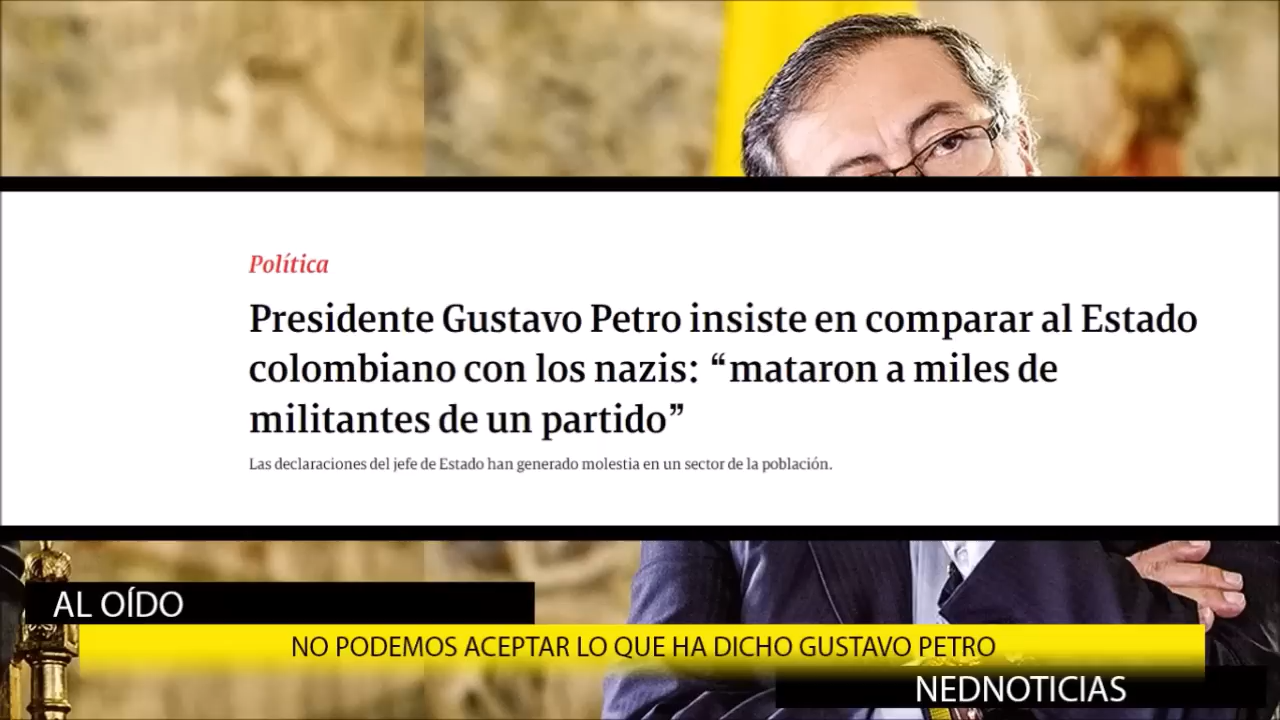 Política
Presidente Gustavo Petro insiste en comparar al Estado
colombiano con los nazis: “mataron a miles de
militantes de un partido”
Las declaraciones del jefe de Estado han generado molestia en un sector de la población.
AL OÍDO
NO PODEMOS ACEPTAR LO QUE HA DICHO GUSTAVO PETRO
NEDNOTICIAS